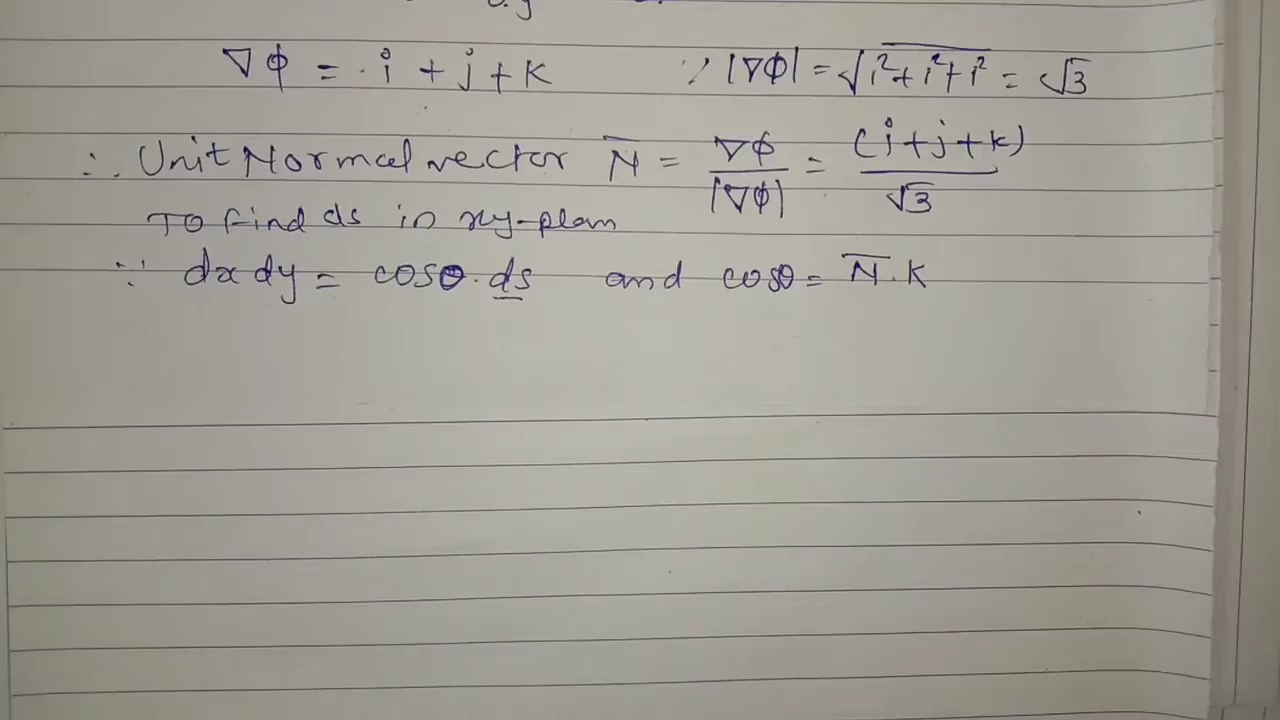 ∇ϕ = i + j + k ∵ |∇ϕ| = √1²+1²+1² = √3
∴ Unit Normal vector N̅ = ∇ϕ/|∇ϕ| = (i+j+k)/√3
To find ds in xy-plan
∵ dx dy = cosθ. ds and cosθ = N̅.k